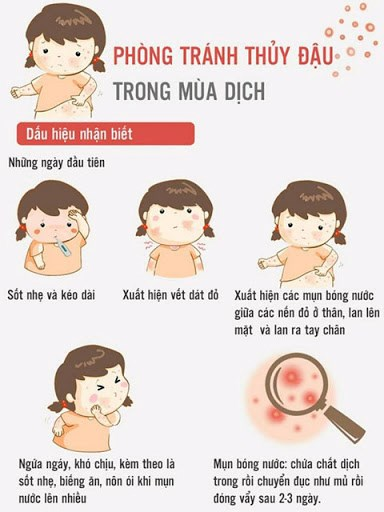 PHÒNG TRÁNH THỦY ĐẬU
TRONG MÙA DỊCH
Dấu hiệu nhận biết
Những ngày đầu tiên
Sốt nhẹ và kéo dài
Xuất hiện vết dát đỏ
Xuất hiện các mụn bóng nước
giữa các nền đỏ ở thân, lan lên
mặt và lan ra tay chân
Ngứa ngáy, khó chịu, kèm theo là
sốt nhẹ, biếng ăn, nôn ói khi mụn
nước lên nhiều
Mụn bóng nước: chứa chất dịch
trong rồi chuyển đục như mủ rồi
đóng vẩy sau 2-3 ngày.